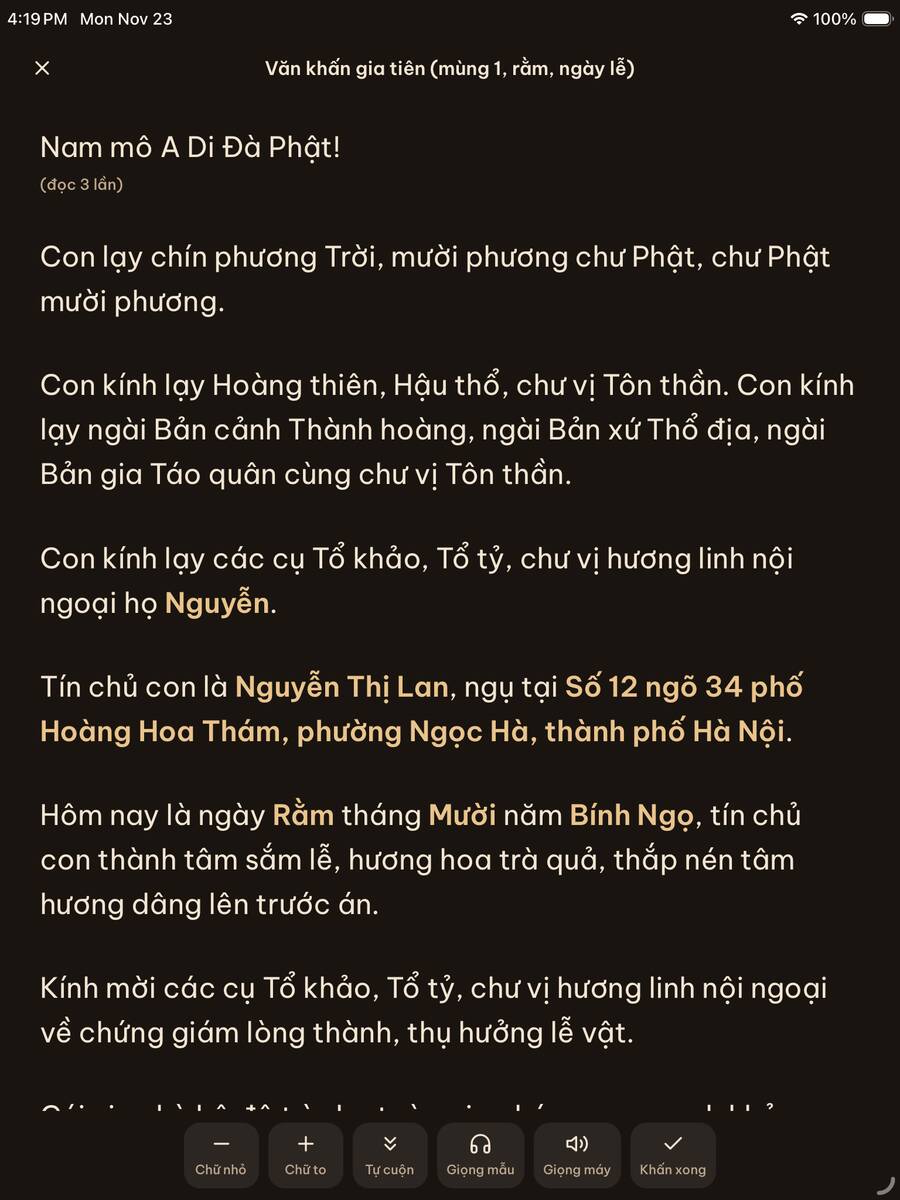 4:19 PM Mon Nov 23
100%
Văn khấn gia tiên (mùng 1, rằm, ngày lễ)
Nam mô A Di Đà Phật!
(đọc 3 lần)
Con lạy chín phương Trời, mười phương chư Phật, chư Phật
mười phương.
Con kính lạy Hoàng thiên, Hậu thổ, chư vị Tôn thần. Con kính
lạy ngài Bản cảnh Thành hoàng, ngài Bản xứ Thổ địa, ngài
Bản gia Táo quân cùng chư vị Tôn thần.
Con kính lạy các cụ Tổ khảo, Tổ tỷ, chư vị hương linh nội
ngoại họ Nguyễn.
Tín chủ con là Nguyễn Thị Lan, ngụ tại Số 12 ngõ 34 phố
Hoàng Hoa Thám, phường Ngọc Hà, thành phố Hà Nội.
Hôm nay là ngày Rằm tháng Mười năm Bính Ngọ, tín chủ
con thành tâm sắm lễ, hương hoa trà quả, thắp nén tâm
hương dâng lên trước án.
Kính mời các cụ Tổ khảo, Tổ tỷ, chư vị hương linh nội ngoại
về chứng giám lòng thành, thụ hưởng lễ vật.
Chữ nhỏ
Chữ to
Tự cuộn
Giọng mẫu
Giọng máy
Khấn xong